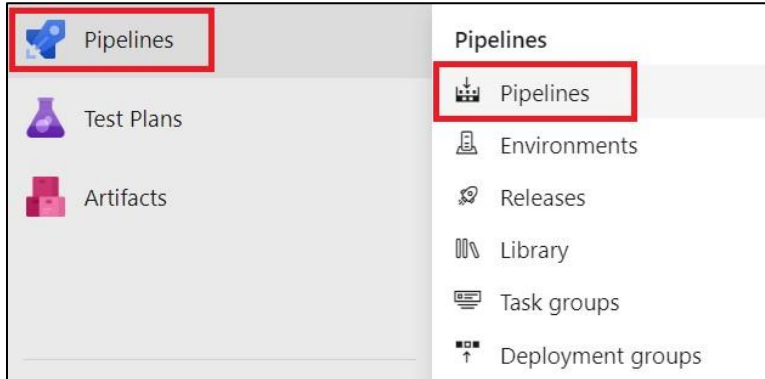 Pipelines
Test Plans
Artifacts
Pipelines
Pipelines
Environments
Releases
Library
Task groups
Deployment groups